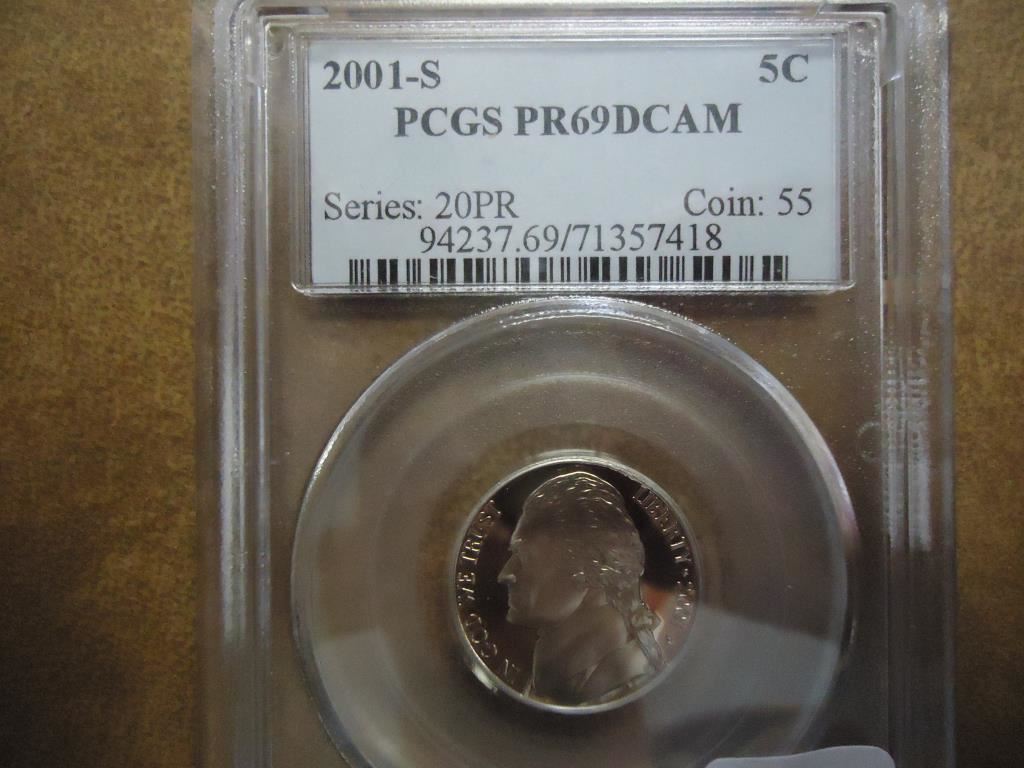 2001-S 5C
PCGS PR69DCAM
Series: 20PR Coin: 55
94237.69/71357418
IN GOD WE TRUST
LIBERTY